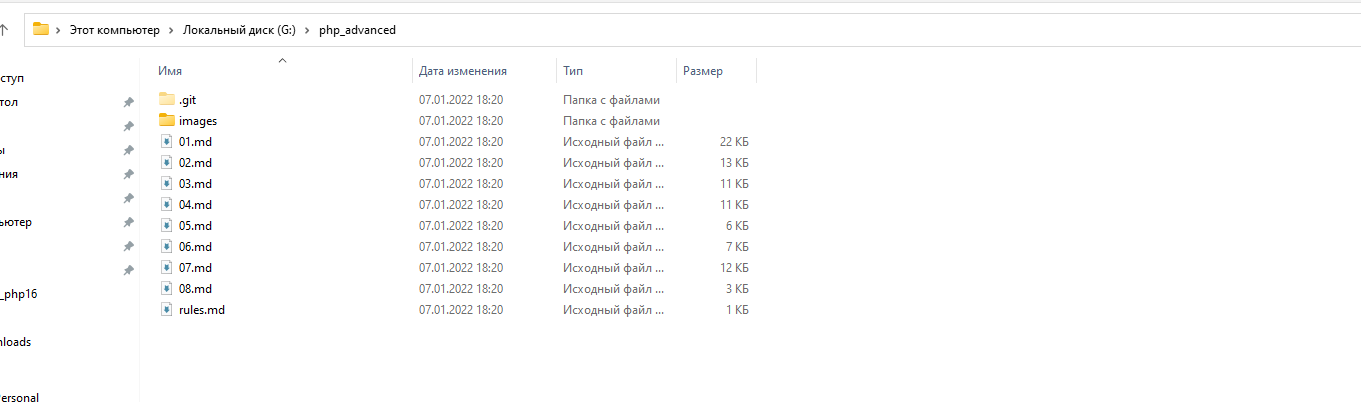 Этот компьютер > Локальный диск (G:) > php_advanced
Имя Дата изменения Тип Размер
ступ
тол
ы
ния
ьютер
_php16
nloads
Personal
.git 07.01.2022 18:20 Папка с файлами
images 07.01.2022 18:20 Папка с файлами
01.md 07.01.2022 18:20 Исходный файл ... 22 КБ
02.md 07.01.2022 18:20 Исходный файл ... 13 КБ
03.md 07.01.2022 18:20 Исходный файл ... 11 КБ
04.md 07.01.2022 18:20 Исходный файл ... 11 КБ
05.md 07.01.2022 18:20 Исходный файл ... 6 КБ
06.md 07.01.2022 18:20 Исходный файл ... 7 КБ
07.md 07.01.2022 18:20 Исходный файл ... 12 КБ
08.md 07.01.2022 18:20 Исходный файл ... 3 КБ
rules.md 07.01.2022 18:20 Исходный файл ... 1 КБ